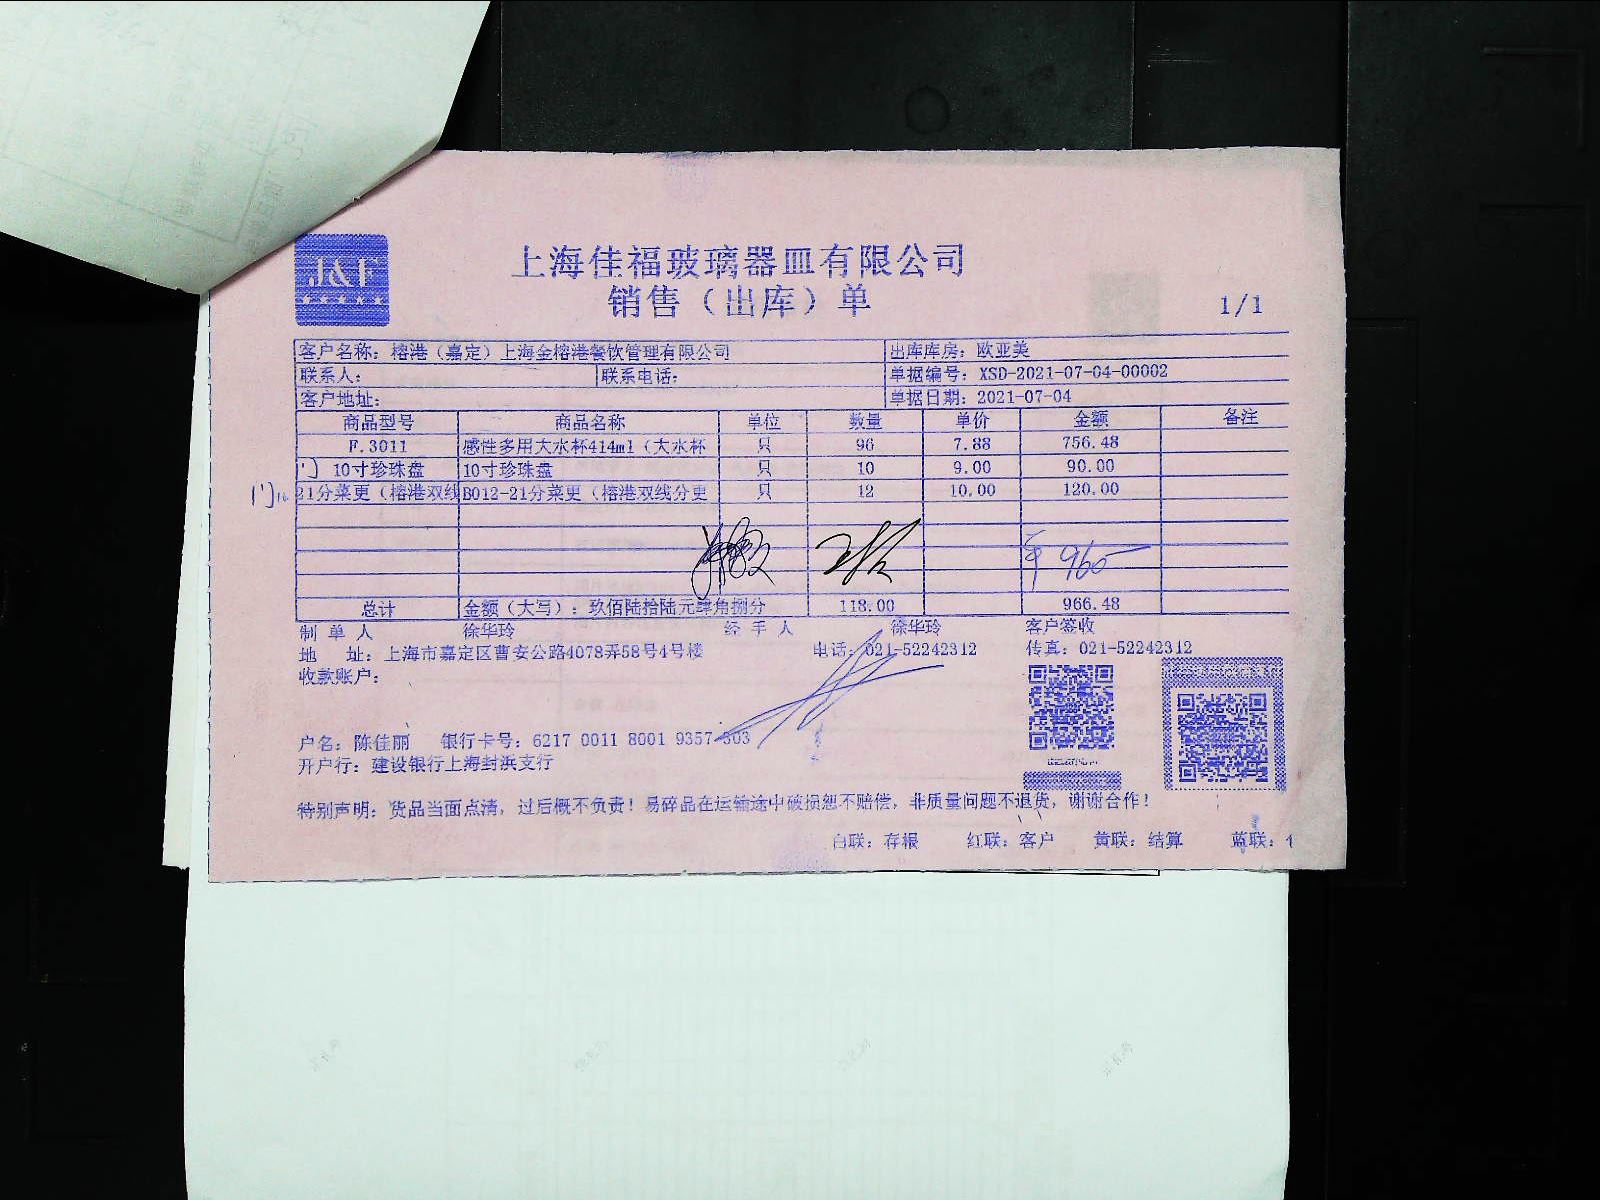 J&F
上海佳福玻璃器皿有限公司
销售（出库）单
1/1
客户名称：榕港（嘉定）上海金榕港餐饮管理有限公司 出库库房：欧亚美
联系人： 联系电话： 单据编号：XSD-2021-07-04-00002
客户地址： 单据日期：2021-07-04
商品型号 商品名称 单位 数量 单价 金额 备注
F.3011 感性多用大水杯414ml（大水杯 只 96 7.88 756.48
10寸珍珠盘 10寸珍珠盘 只 10 9.00 90.00
21分菜更（榕港双线 B012-21分菜更（榕港双线分更 只 12 10.00 120.00
960
总计 金额（大写）：玖佰陆拾陆元肆角捌分 118.00 966.48
制单人 徐华玲 经手人 徐华玲 客户签收
地 址：上海市嘉定区曹安公路4078弄58号4号楼 电话：021-52242312 传真：021-52242312
收款账户：
户名：陈佳丽 银行卡号：6217 0011 8001 9357 303
开户行：建设银行上海封浜支行
特别声明：货品当面点清，过后概不负责！易碎品在运输途中破损恕不赔偿，非质量问题不退货，谢谢合作！
白联：存根 红联：客户 黄联：结算 蓝联：